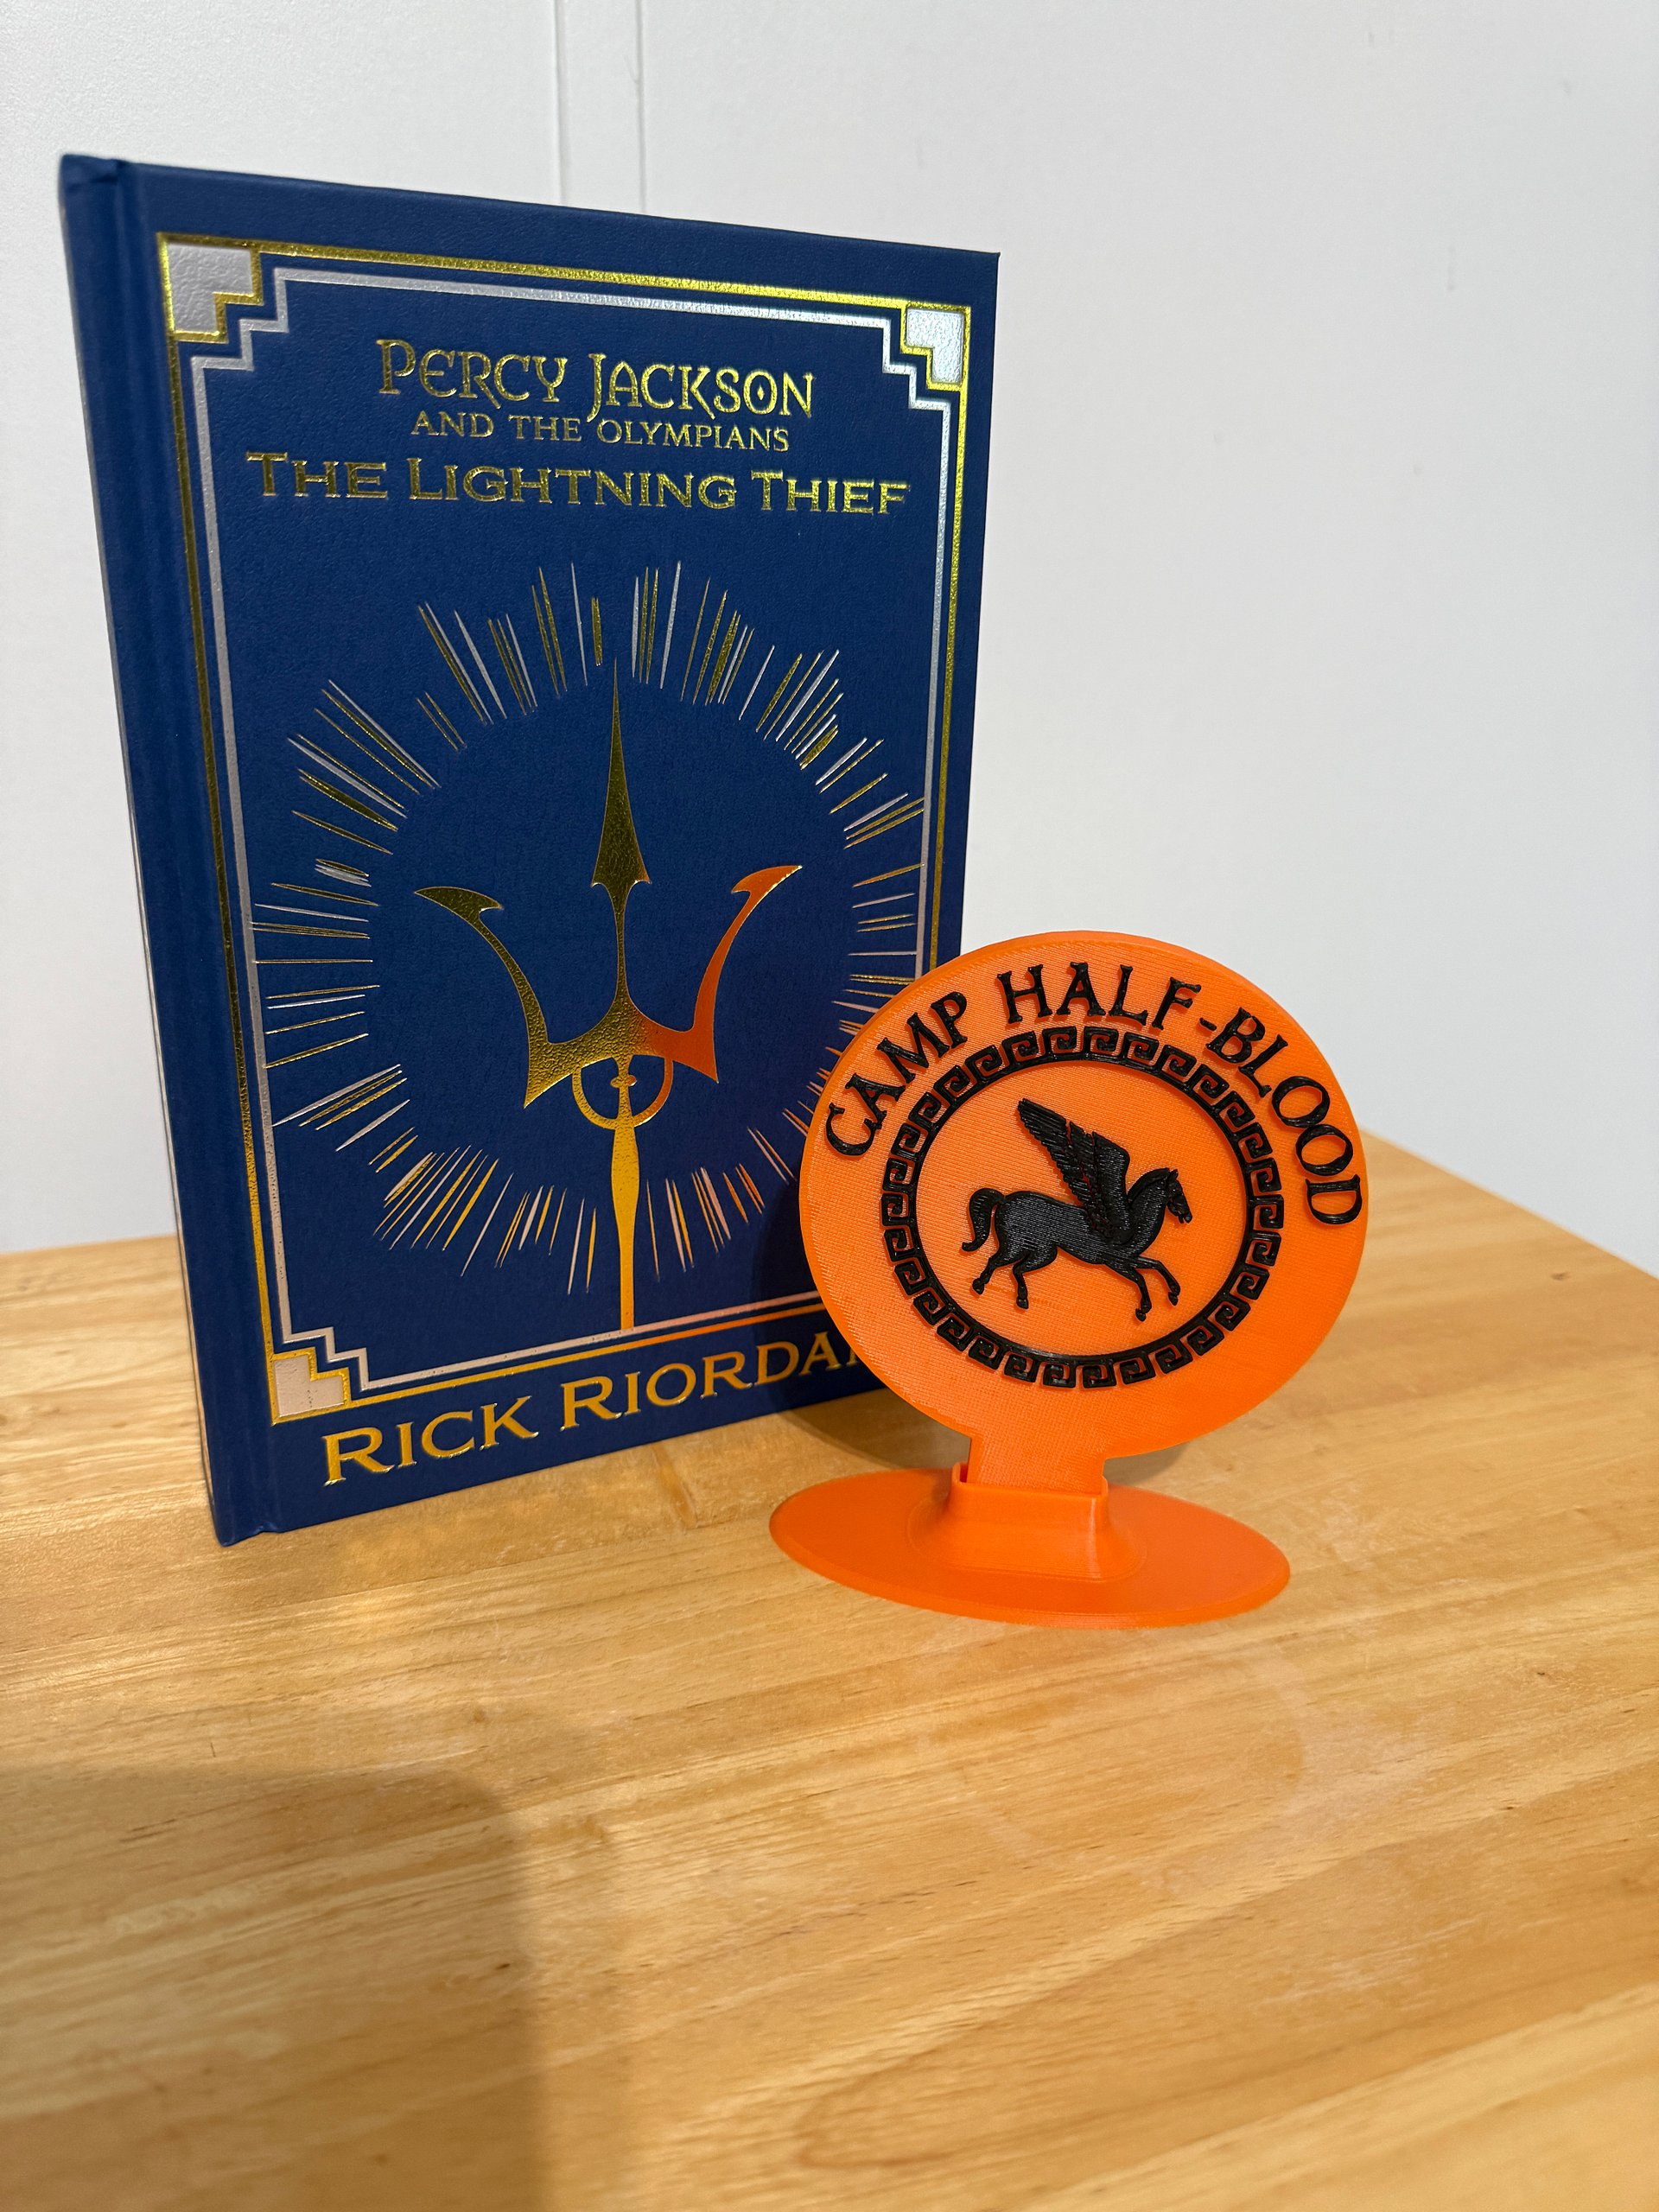 PERCY JACKSON
AND THE OLYMPIANS
THE LIGHTNING THIEF
RICK RIORDAN
CAMP HALF-BLOOD